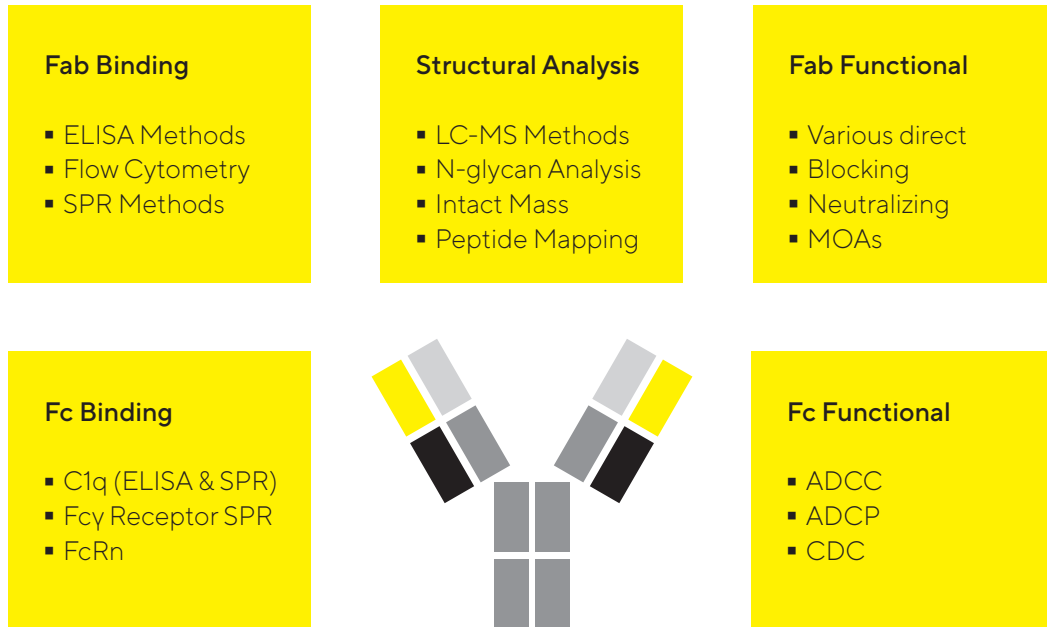 Fab Binding
▪ ELISA Methods
▪ Flow Cytometry
▪ SPR Methods
Structural Analysis
▪ LC-MS Methods
▪ N-glycan Analysis
▪ Intact Mass
▪ Peptide Mapping
Fab Functional
▪ Various direct
▪ Blocking
▪ Neutralizing
▪ MOAs
Fc Binding
▪ C1q (ELISA & SPR)
▪ Fcγ Receptor SPR
▪ FcRn
Fc Functional
▪ ADCC
▪ ADCP
▪ CDC